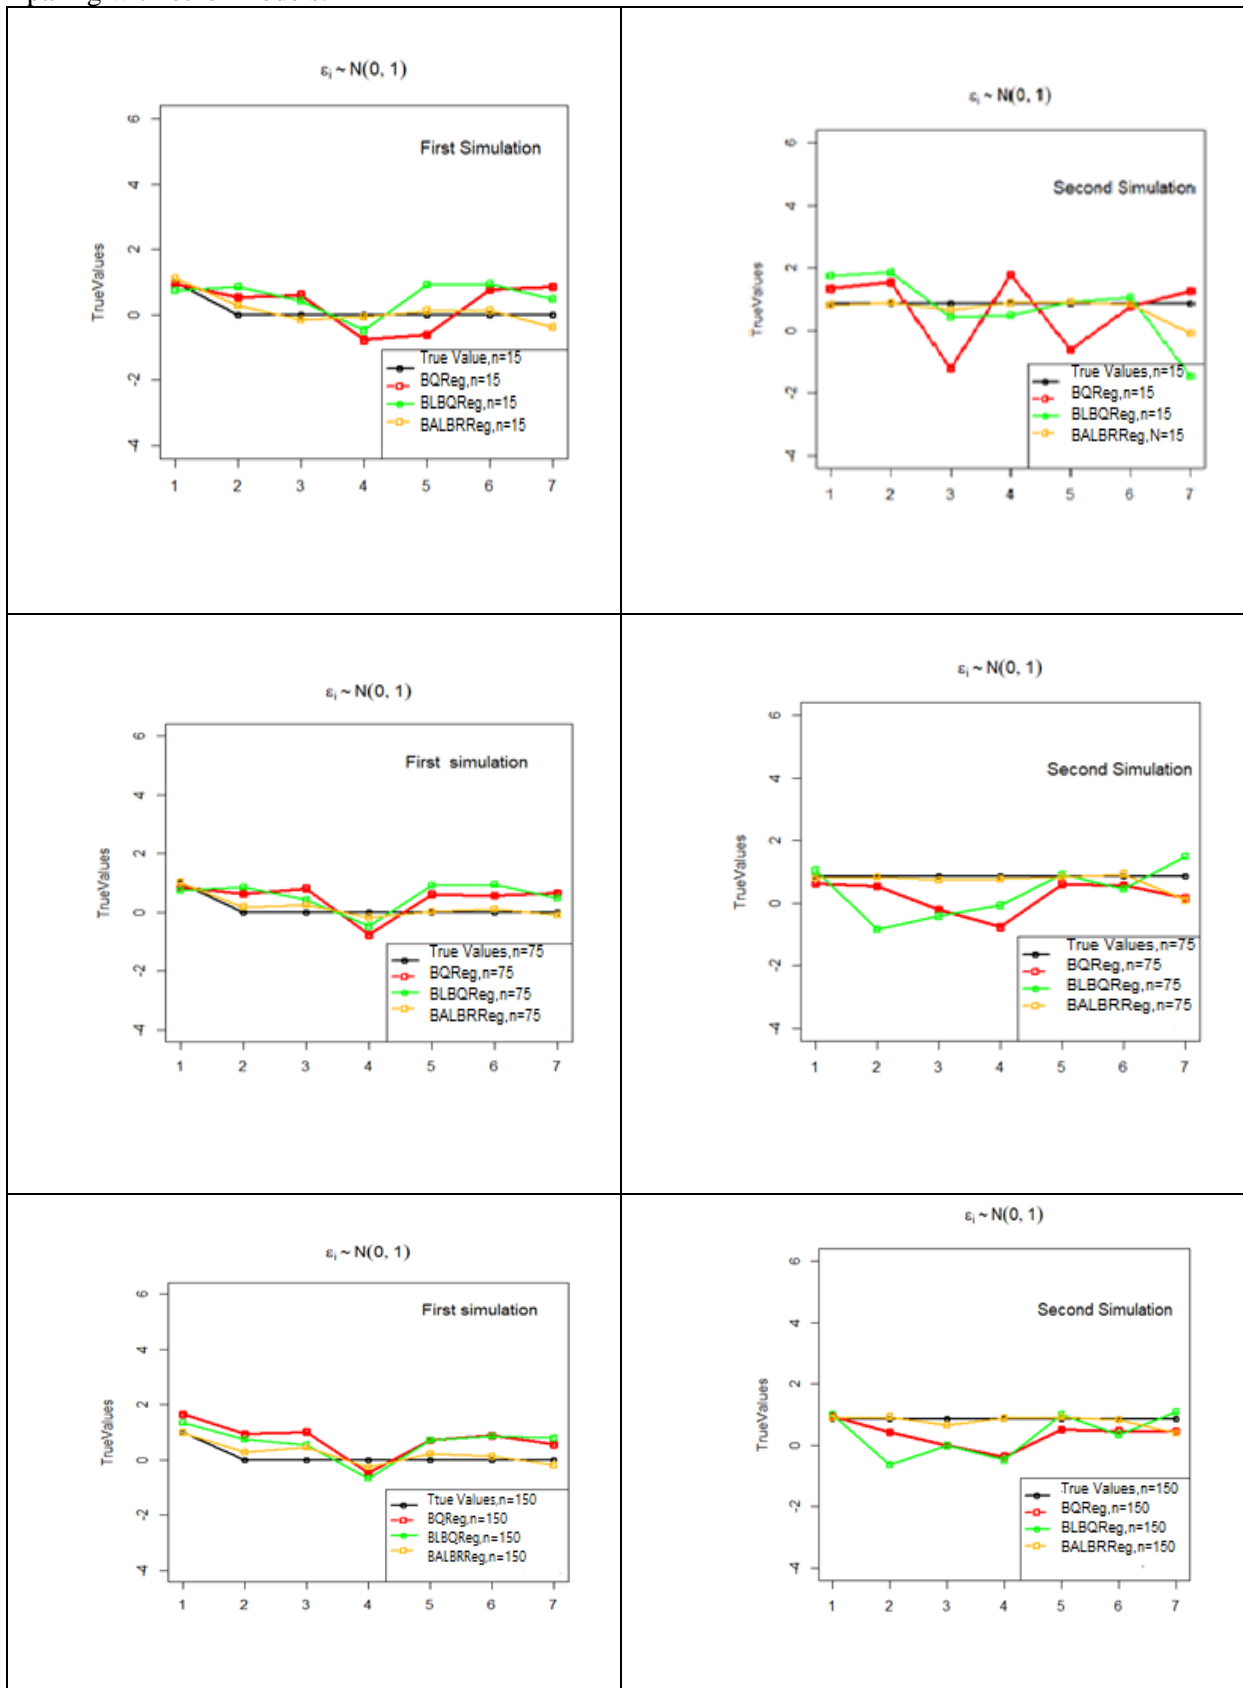 εᵢ ~ N(0, 1)
First Simulation
TrueValues
6
4
2
0
-2
-4
True Value,n=15
BQReg,n=15
BLBQReg,n=15
BALBRReg,n=15
1 2 3 4 5 6 7
εᵢ ~ N(0, 1)
Second Simulation
TrueValues
6
4
2
0
-2
-4
True Values,n=15
BQReg,n=15
BLBQReg,n=15
BALBRReg,N=15
1 2 3 4 5 6 7
εᵢ ~ N(0, 1)
First simulation
TrueValues
6
4
2
0
-2
-4
True Values,n=75
BQReg,n=75
BLBQReg,n=75
BALBRReg,n=75
1 2 3 4 5 6 7
εᵢ ~ N(0, 1)
Second Simulation
TrueValues
6
4
2
0
-2
-4
True Values,n=75
BQReg,n=75
BLBQReg,n=75
BALBRReg,n=75
1 2 3 4 5 6 7
εᵢ ~ N(0, 1)
First simulation
TrueValues
6
4
2
0
-2
-4
Ttue Values,n=150
BQReg,n=150
BLBQReg,n=150
BALBRReg,n=150
1 2 3 4 5 6 7
εᵢ ~ N(0, 1)
Second Simulation
TrueValues
6
4
2
0
-2
-4
True Values,n=150
BQReg,n=150
BLBQReg,n=150
BALBRReg,n=150
1 2 3 4 5 6 7